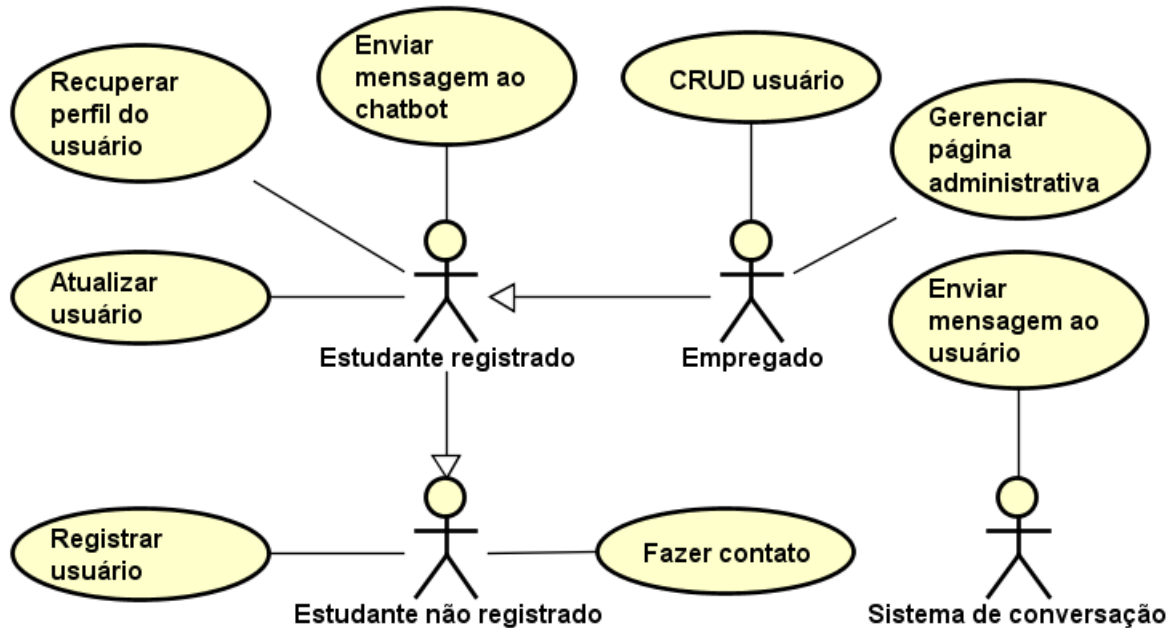 Recuperar
perfil do
usuário
Enviar
mensagem ao
chatbot
CRUD usuário
Gerenciar
página
administrativa
Atualizar
usuário
Enviar
mensagem ao
usuário
Estudante registrado
Empregado
Registrar
usuário
Fazer contato
Estudante não registrado
Sistema de conversação